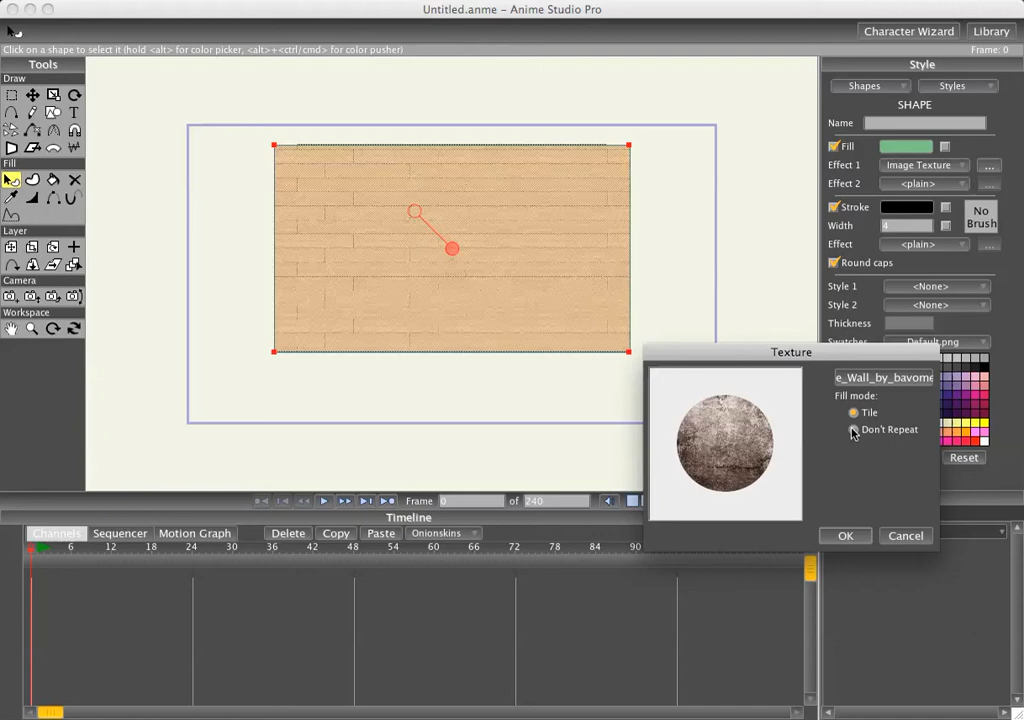 Untitled.anme - Anime Studio Pro
Character Wizard
Library
Click on a shape to select it (hold <alt> for color picker, <alt>+<ctrl/cmd> for color pusher)
Frame: 0
Tools
Draw
T
Fill
Layer
Camera
Workspace
Style
Shapes
Styles
SHAPE
Name
Fill
Effect 1
Image Texture
...
Effect 2
<plain>
...
Stroke
No
Brush
Width
4
Effect
<plain>
...
Round caps
Style 1
<None>
Style 2
<None>
Thickness
Swatches
Default.png
Reset
Texture
e_Wall_by_bavome
Fill mode:
Tile
Don't Repeat
OK
Cancel
Frame
0
of
240
Timeline
Channels
Sequencer
Motion Graph
Delete
Copy
Paste
Onionskins
6 12 18 24 30 36 42 48 54 60 66 72 78 84 90